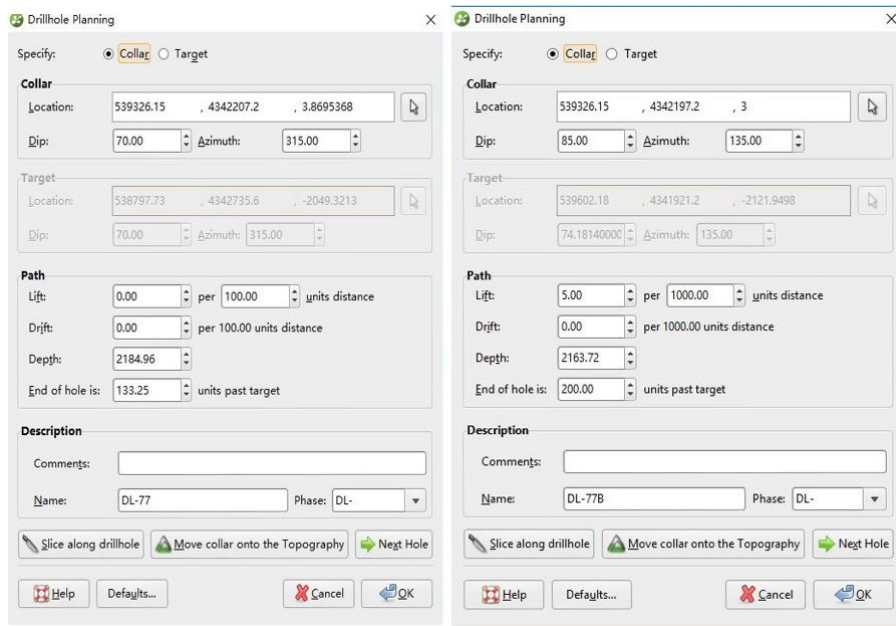 Drillhole Planning
Specify: Collar Target
Collar
Location: 539326.15 , 4342207.2 , 3.8695368
Dip: 70.00 Azimuth: 315.00
Target
Location: 538797.73 , 4342735.6 , -2049.3213
Dip: 70.00 Azimuth: 315.00
Path
Lift: 0.00 per 100.00 units distance
Drift: 0.00 per 100.00 units distance
Depth: 2184.96
End of hole is: 133.25 units past target
Description
Comments:
Name: DL-77 Phase: DL-
Slice along drillhole Move collar onto the Topography Next Hole
Help Defaults... Cancel OK
Drillhole Planning
Specify: Collar Target
Collar
Location: 539326.15 , 4342197.2 , 3
Dip: 85.00 Azimuth: 135.00
Target
Location: 539602.18 , 4341921.2 , -2121.9498
Dip: 74.18140000 Azimuth: 135.00
Path
Lift: 5.00 per 1000.00 units distance
Drift: 0.00 per 1000.00 units distance
Depth: 2163.72
End of hole is: 200.00 units past target
Description
Comments:
Name: DL-77B Phase: DL-
Slice along drillhole Move collar onto the Topography Next Hole
Help Defaults... Cancel OK